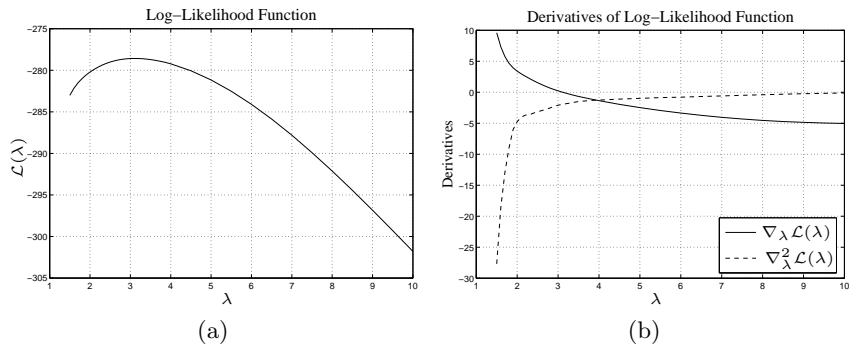 Log−Likelihood Function
−275
−280
−285
−290
−295
−300
−305
1 2 3 4 5 6 7 8 9 10
ℒ(λ)
λ
(a)
Derivatives of Log−Likelihood Function
10
5
0
−5
−10
−15
−20
−25
−30
1 2 3 4 5 6 7 8 9 10
Derivatives
λ
∇λℒ(λ)
∇²λℒ(λ)
(b)